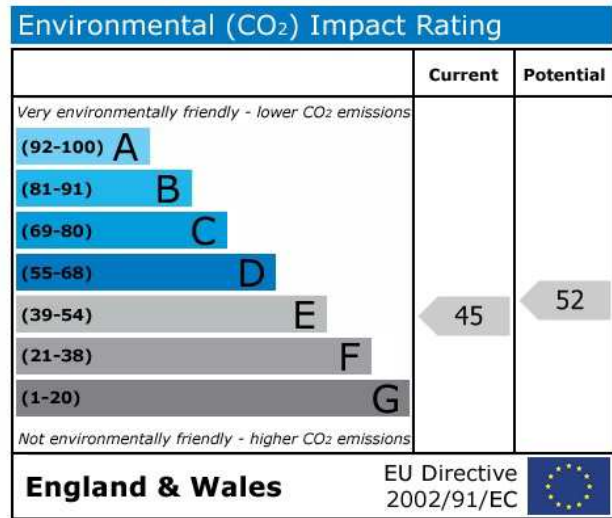 Environmental (CO₂) Impact Rating
Current Potential
Very environmentally friendly - lower CO₂ emissions
(92-100) A
(81-91) B
(69-80) C
(55-68) D
(39-54) E 45 52
(21-38) F
(1-20) G
Not environmentally friendly - higher CO₂ emissions
England & Wales
EU Directive
2002/91/EC